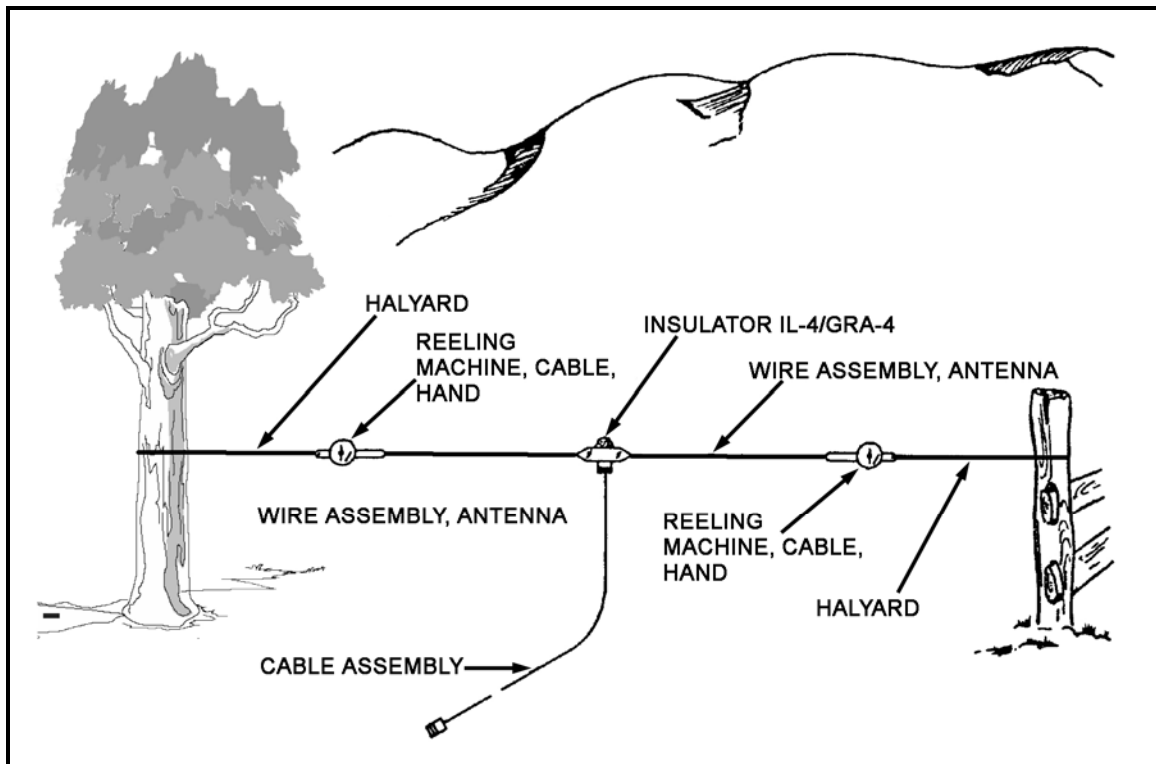 HALYARD
REELING
MACHINE, CABLE,
HAND
INSULATOR IL-4/GRA-4
WIRE ASSEMBLY, ANTENNA
WIRE ASSEMBLY, ANTENNA
REELING
MACHINE, CABLE,
HAND
HALYARD
CABLE ASSEMBLY